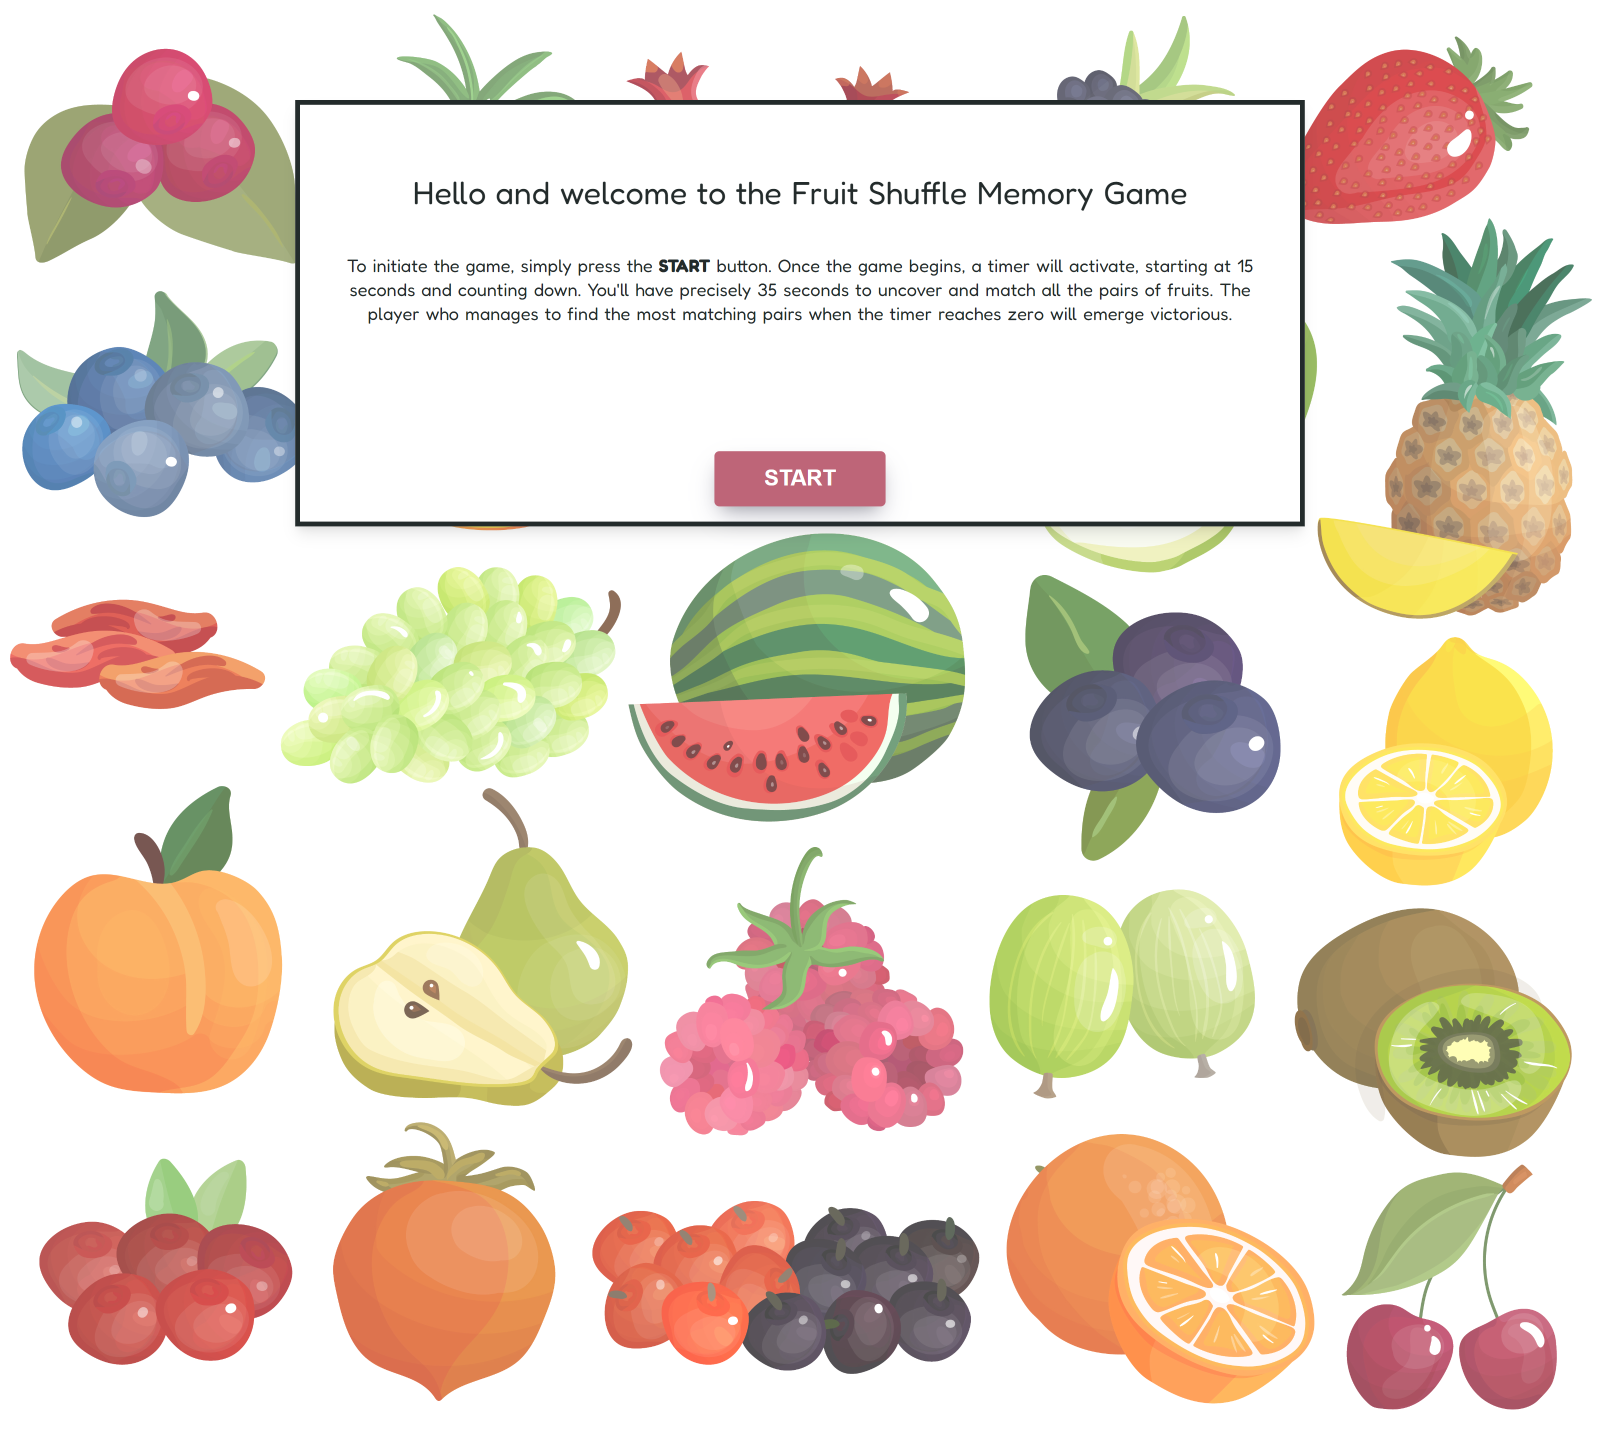 Hello and welcome to the Fruit Shuffle Memory Game
To initiate the game, simply press the START button. Once the game begins, a timer will activate, starting at 15
seconds and counting down. You'll have precisely 35 seconds to uncover and match all the pairs of fruits. The
player who manages to find the most matching pairs when the timer reaches zero will emerge victorious.
START